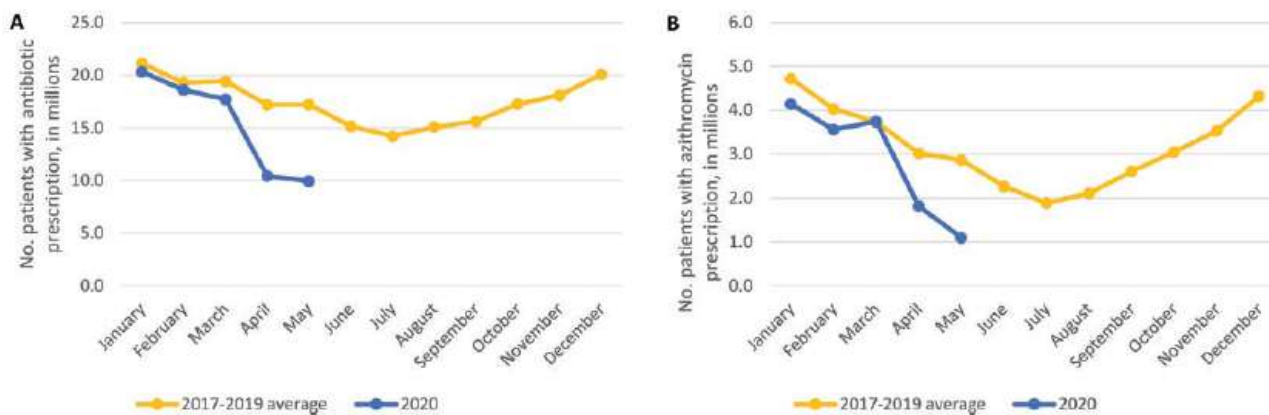 A
No. patients with antibiotic
prescription, in millions
25.0
20.0
15.0
10.0
5.0
0.0
January
February
March
April
May
June
July
August
September
October
November
December
2017-2019 average
2020
B
No. patients with azithromycin
prescription, in millions
6.0
5.0
4.0
3.0
2.0
1.0
0.0
January
February
March
April
May
June
July
August
September
October
November
December
2017-2019 average
2020